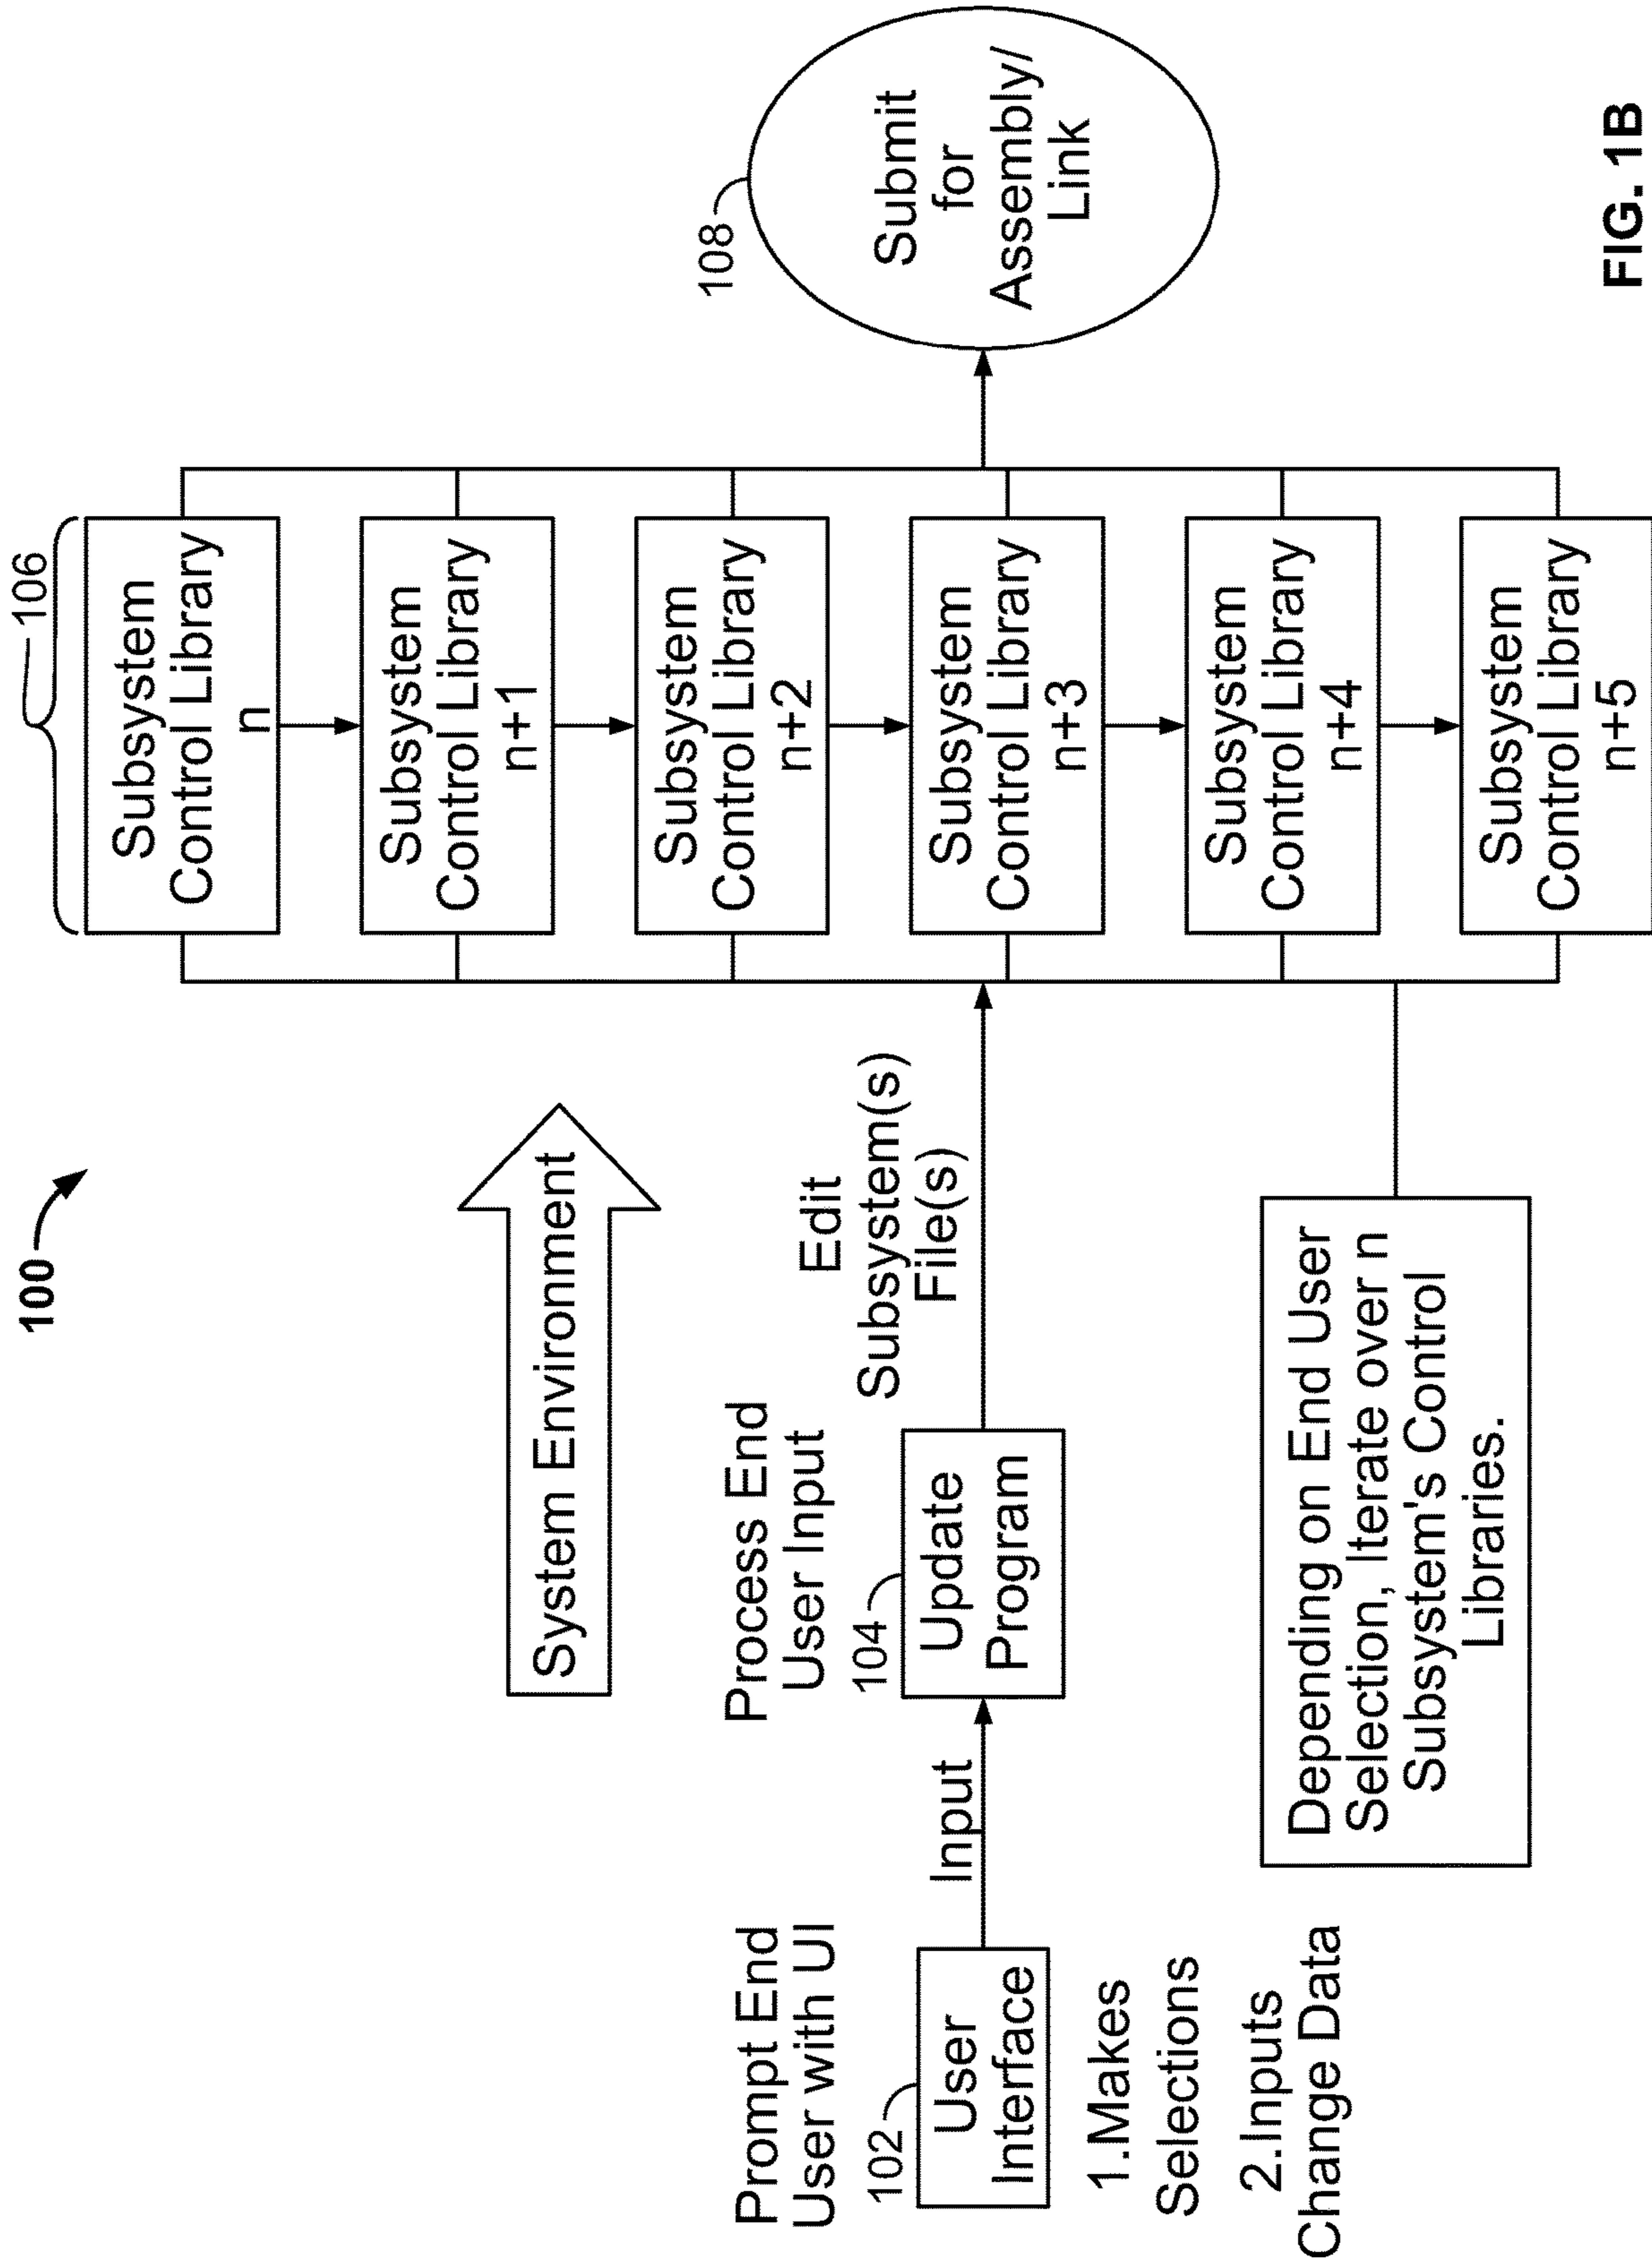 100
106
Subsystem
Control Library
n
Subsystem
Control Library
n+1
Subsystem
Control Library
n+2
Subsystem
Control Library
n+3
Subsystem
Control Library
n+4
Subsystem
Control Library
n+5
System Environment
Prompt End
User with UI
102
User
Interface
1.Makes
Selections
2.Inputs
Change Data
Input
Process End
User Input
104
Update
Program
Edit
Subsystem(s)
File(s)
Depending on End User
Selection, Iterate over n
Subsystem's Control
Libraries.
108
Submit
for
Assembly/
Link
FIG. 1B